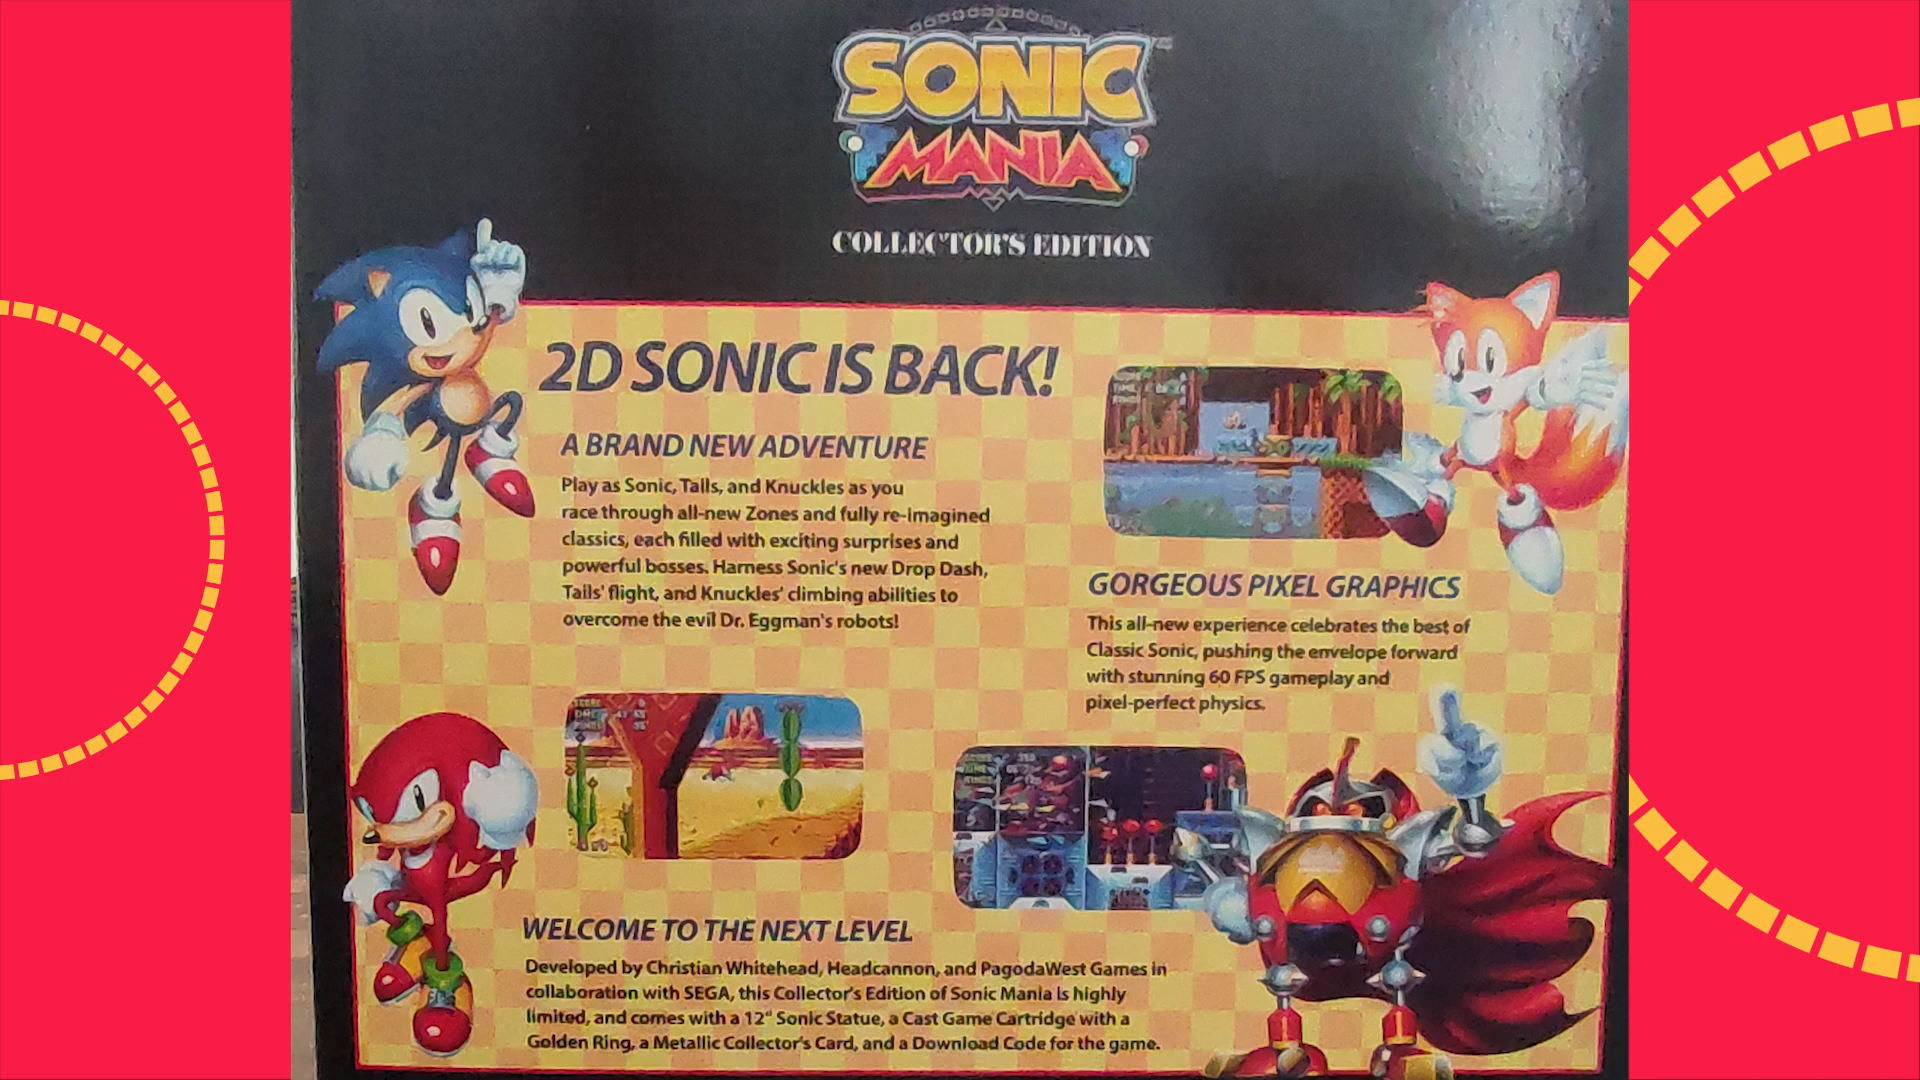 SONIC
MANIA
COLLECTOR'S EDITION
2D SONIC IS BACK!
A BRAND NEW ADVENTURE
Play as Sonic, Tails, and Knuckles as you
race through all-new Zones and fully re-imagined
classics, each filled with exciting surprises and
powerful bosses. Harness Sonic's new Drop Dash,
Tails' flight, and Knuckles' climbing abilities to
overcome the evil Dr. Eggman's robots!
GORGEOUS PIXEL GRAPHICS
This all-new experience celebrates the best of
Classic Sonic, pushing the envelope forward
with stunning 60 FPS gameplay and
pixel-perfect physics.
WELCOME TO THE NEXT LEVEL
Developed by Christian Whitehead, Headcannon, and PagodaWest Games in
collaboration with SEGA, this Collector's Edition of Sonic Mania is highly
limited, and comes with a 12" Sonic Statue, a Cast Game Cartridge with a
Golden Ring, a Metallic Collector's Card, and a Download Code for the game.